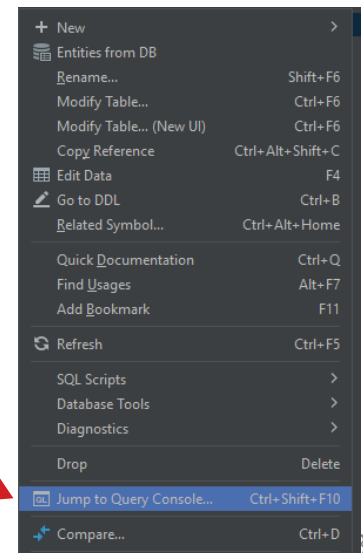 New
Entities from DB
Rename... Shift+F6
Modify Table... Ctrl+F6
Modify Table... (New UI) Ctrl+F6
Copy Reference Ctrl+Alt+Shift+C
Edit Data F4
Go to DDL Ctrl+B
Related Symbol... Ctrl+Alt+Home
Quick Documentation Ctrl+Q
Find Usages Alt+F7
Add Bookmark F11
Refresh Ctrl+F5
SQL Scripts
Database Tools
Diagnostics
Drop Delete
QL Jump to Query Console... Ctrl+Shift+F10
Compare... Ctrl+D